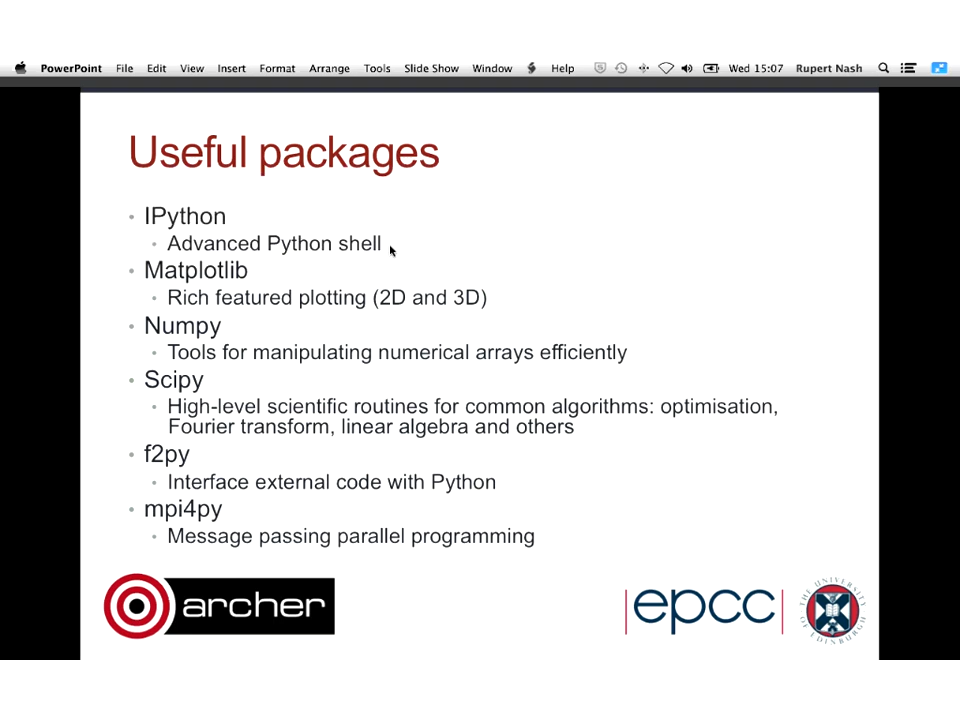 PowerPoint File Edit View Insert Format Arrange Tools Slide Show Window Help Wed 15:07 Rupert Nash
Useful packages
• IPython
• Advanced Python shell
• Matplotlib
• Rich featured plotting (2D and 3D)
• Numpy
• Tools for manipulating numerical arrays efficiently
• Scipy
• High-level scientific routines for common algorithms: optimisation,
Fourier transform, linear algebra and others
• f2py
• Interface external code with Python
• mpi4py
• Message passing parallel programming
archer
|epcc|
THE UNIVERSITY
OF EDINBURGH